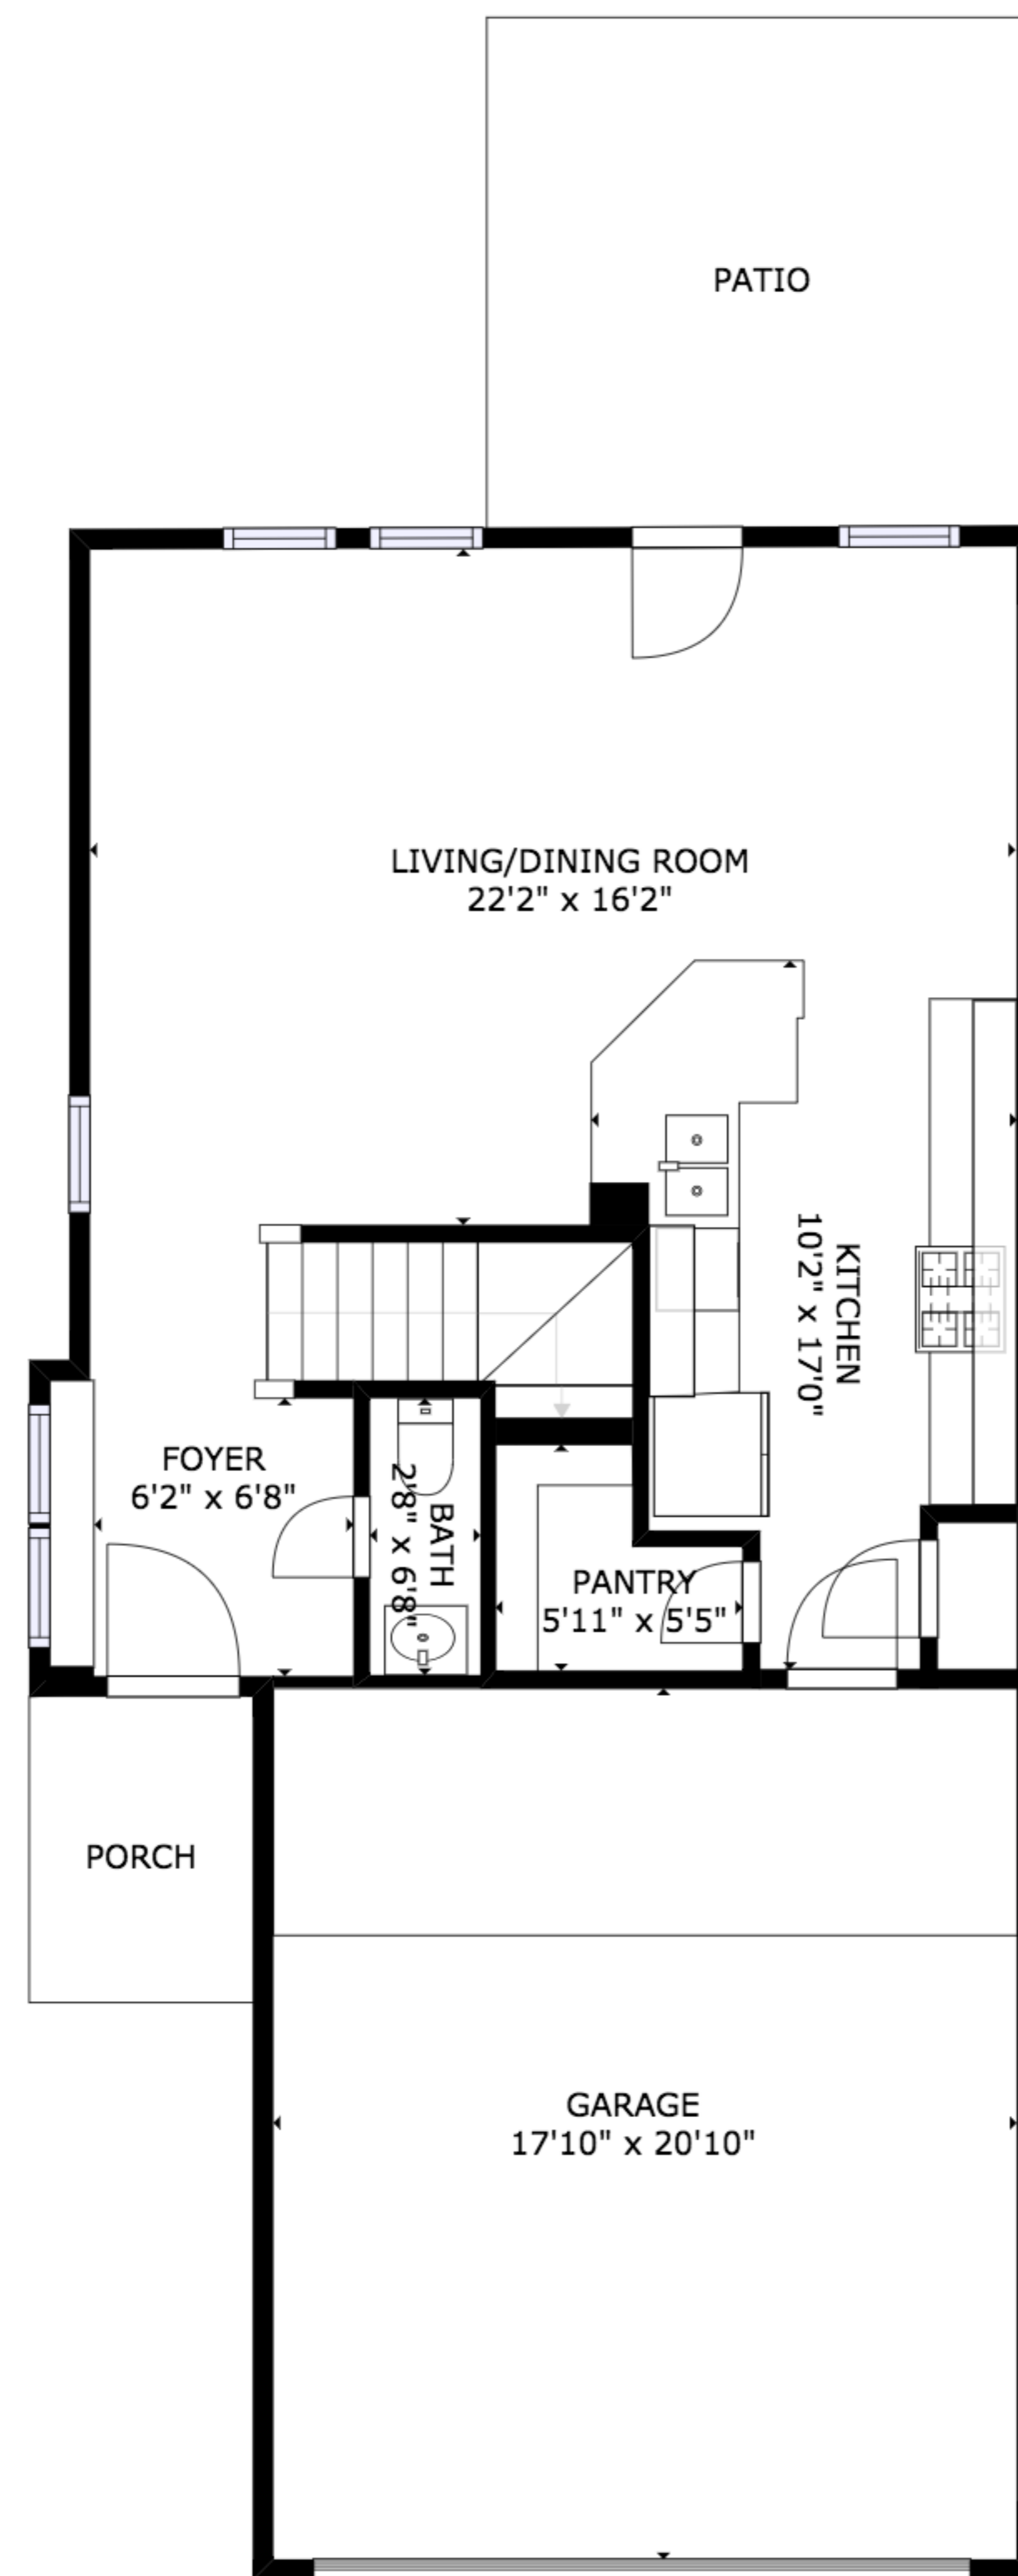 PATIO
LIVING/DINING ROOM
22'2" x 16'2"
KITCHEN
10'2" x 17'0"
FOYER
6'2" x 6'8"
BATH
2'8" x 6'8"
PANTRY
5'11" x 5'5"
PORCH
GARAGE
17'10" x 20'10"